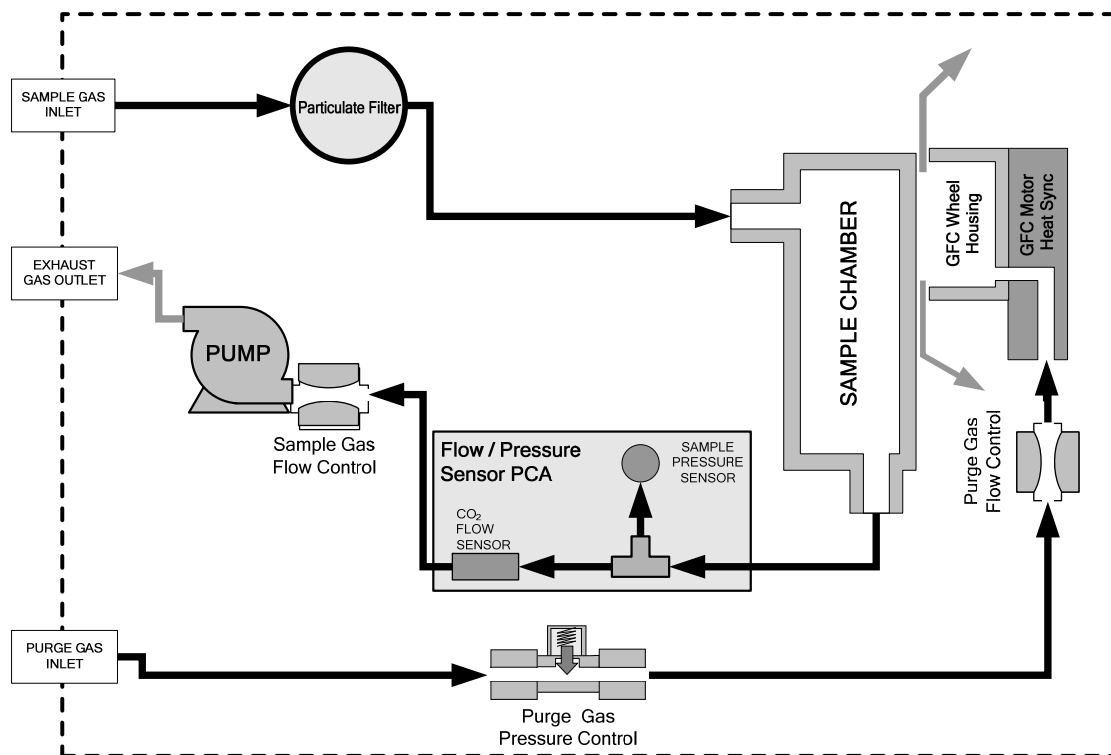 SAMPLE GAS
INLET
Particulate Filter
SAMPLE CHAMBER
GFC Wheel
Housing
GFC Motor
Heat Sync
EXHAUST
GAS OUTLET
PUMP
Sample Gas
Flow Control
Flow / Pressure
Sensor PCA
SAMPLE
PRESSURE
SENSOR
CO₂
FLOW
SENSOR
Purge Gas
Flow Control
PURGE GAS
INLET
Purge Gas
Pressure Control